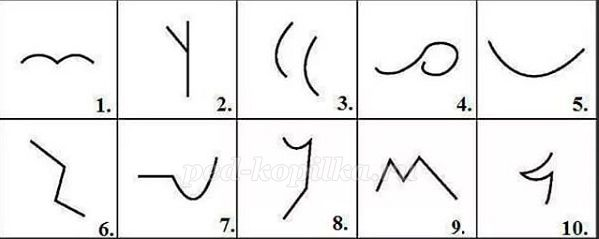 1. 2. 3. 4. 5.
6. 7. 8. 9. 10.
ped-kopilka.ru